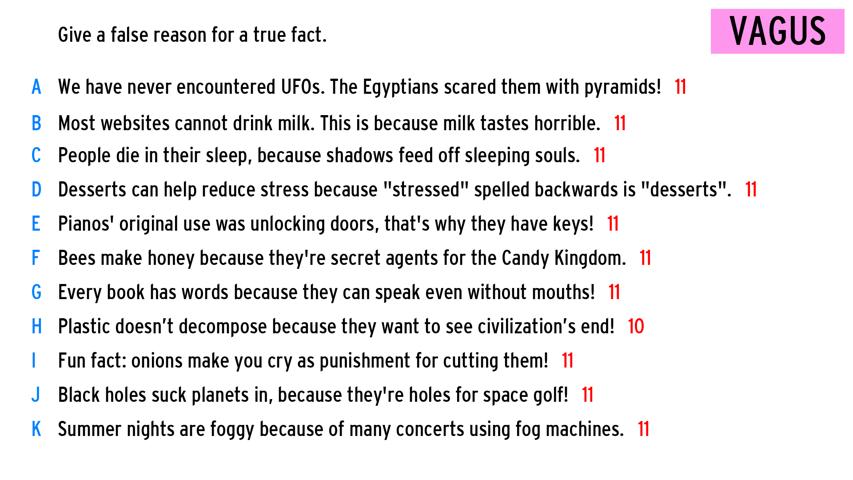 Give a false reason for a true fact.
VAGUS
A We have never encountered UFOs. The Egyptians scared them with pyramids! 11
B Most websites cannot drink milk. This is because milk tastes horrible. 11
C People die in their sleep, because shadows feed off sleeping souls. 11
D Desserts can help reduce stress because "stressed" spelled backwards is "desserts". 11
E Pianos' original use was unlocking doors, that's why they have keys! 11
F Bees make honey because they're secret agents for the Candy Kingdom. 11
G Every book has words because they can speak even without mouths! 11
H Plastic doesn’t decompose because they want to see civilization’s end! 10
I Fun fact: onions make you cry as punishment for cutting them! 11
J Black holes suck planets in, because they're holes for space golf! 11
K Summer nights are foggy because of many concerts using fog machines. 11